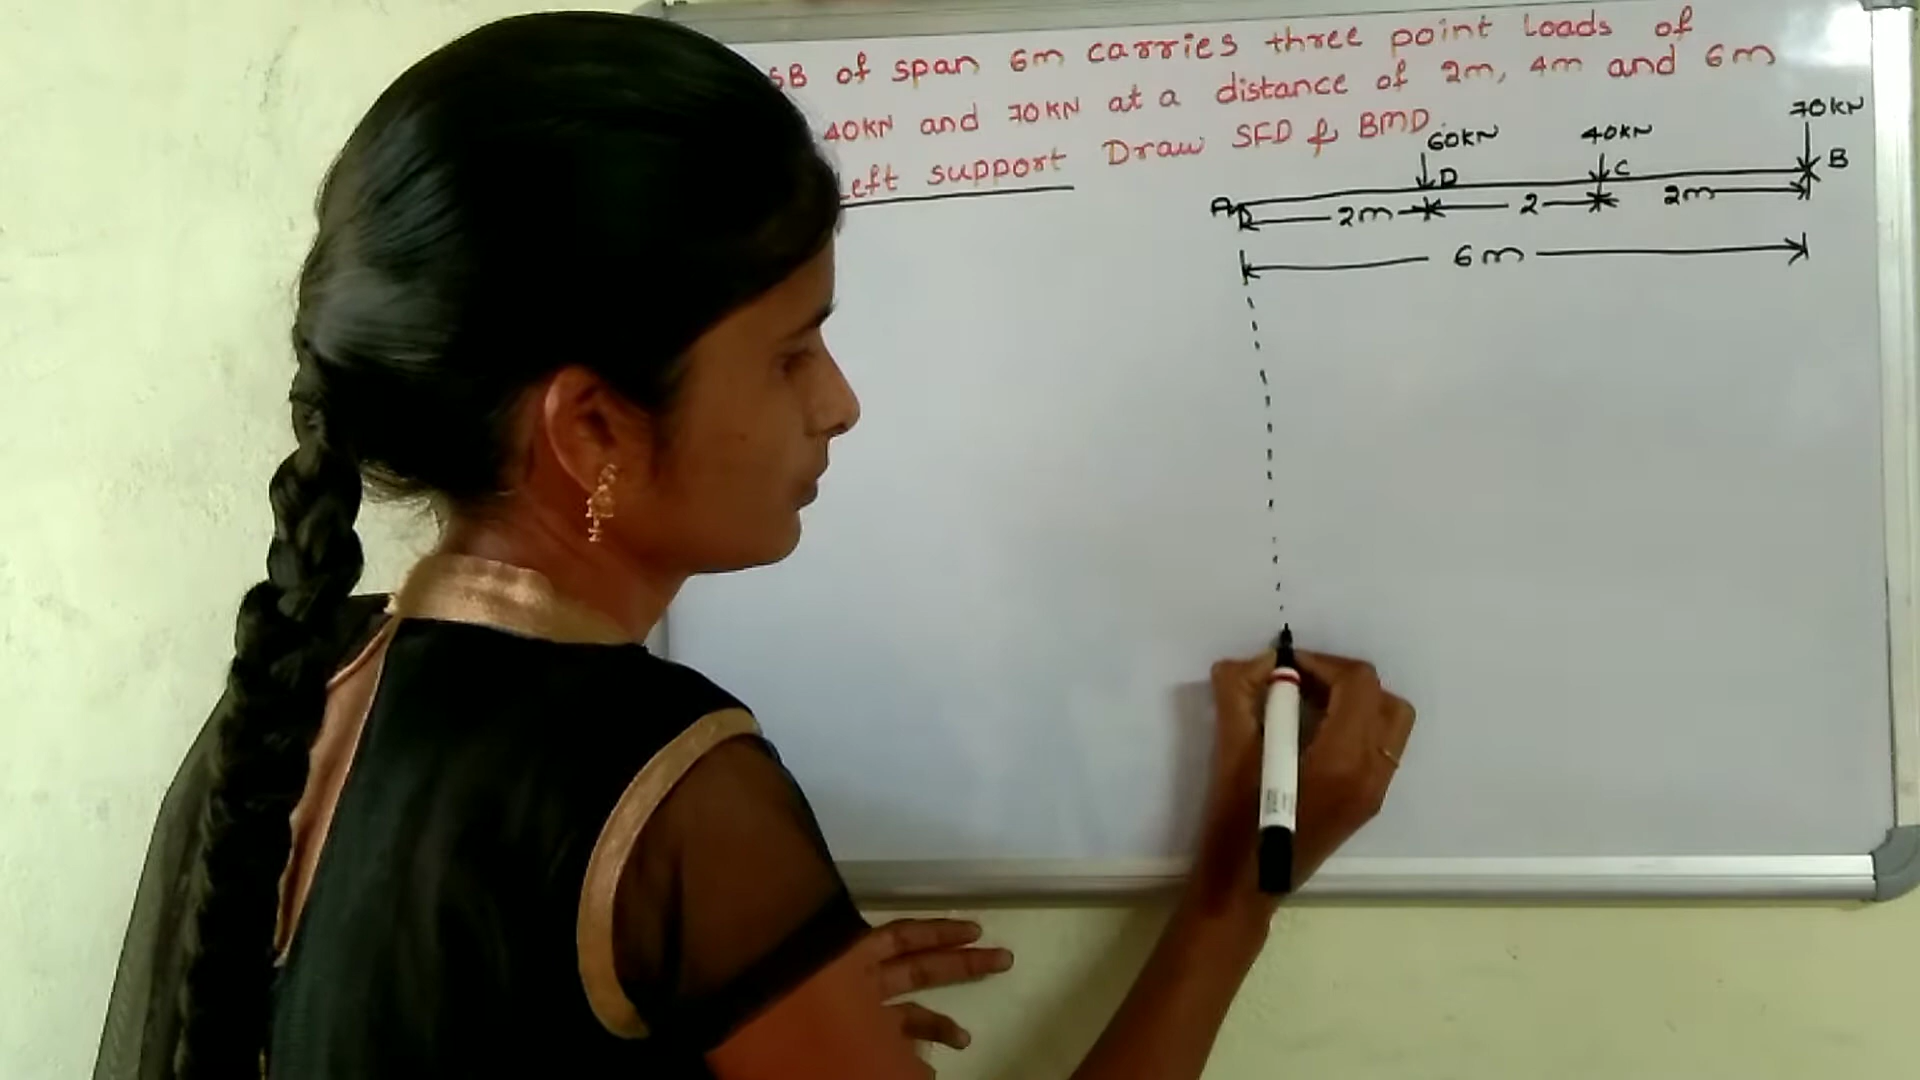 SB of span 6m carries three point loads of
40KN and 70KN at a distance of 2m, 4m and 6m
Left support Draw SFD & BMD.
60KN 40KN 70KN
A D C B
2m 2 2m
6m